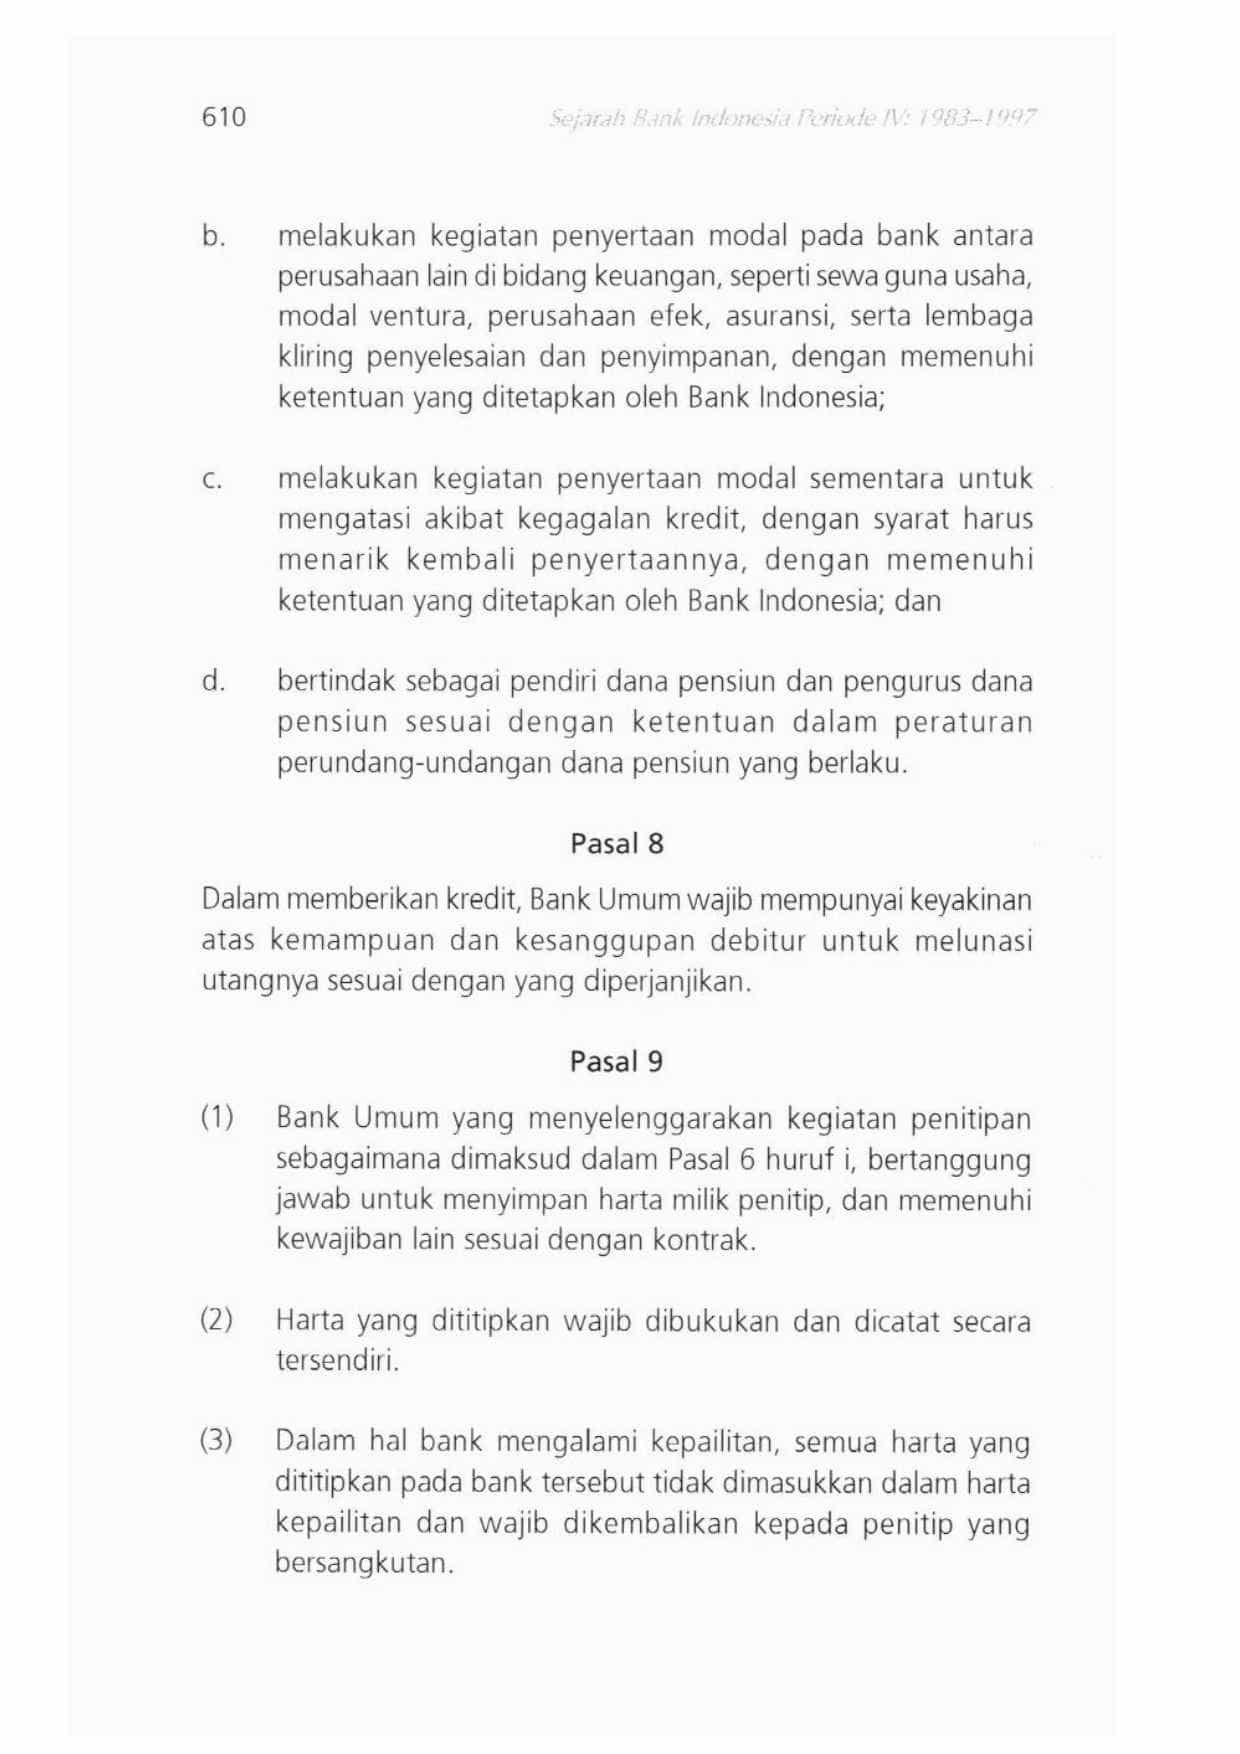 610 Sejarah Bank Indonesia Periode IV: 1983–1997
b. melakukan kegiatan penyertaan modal pada bank antara
perusahaan lain di bidang keuangan, seperti sewa guna usaha,
modal ventura, perusahaan efek, asuransi, serta lembaga
kliring penyelesaian dan penyimpanan, dengan memenuhi
ketentuan yang ditetapkan oleh Bank Indonesia;
c. melakukan kegiatan penyertaan modal sementara untuk
mengatasi akibat kegagalan kredit, dengan syarat harus
menarik kembali penyertaannya, dengan memenuhi
ketentuan yang ditetapkan oleh Bank Indonesia; dan
d. bertindak sebagai pendiri dana pensiun dan pengurus dana
pensiun sesuai dengan ketentuan dalam peraturan
perundang-undangan dana pensiun yang berlaku.
Pasal 8
Dalam memberikan kredit, Bank Umum wajib mempunyai keyakinan
atas kemampuan dan kesanggupan debitur untuk melunasi
utangnya sesuai dengan yang diperjanjikan.
Pasal 9
(1) Bank Umum yang menyelenggarakan kegiatan penitipan
sebagaimana dimaksud dalam Pasal 6 huruf i, bertanggung
jawab untuk menyimpan harta milik penitip, dan memenuhi
kewajiban lain sesuai dengan kontrak.
(2) Harta yang dititipkan wajib dibukukan dan dicatat secara
tersendiri.
(3) Dalam hal bank mengalami kepailitan, semua harta yang
dititipkan pada bank tersebut tidak dimasukkan dalam harta
kepailitan dan wajib dikembalikan kepada penitip yang
bersangkutan.